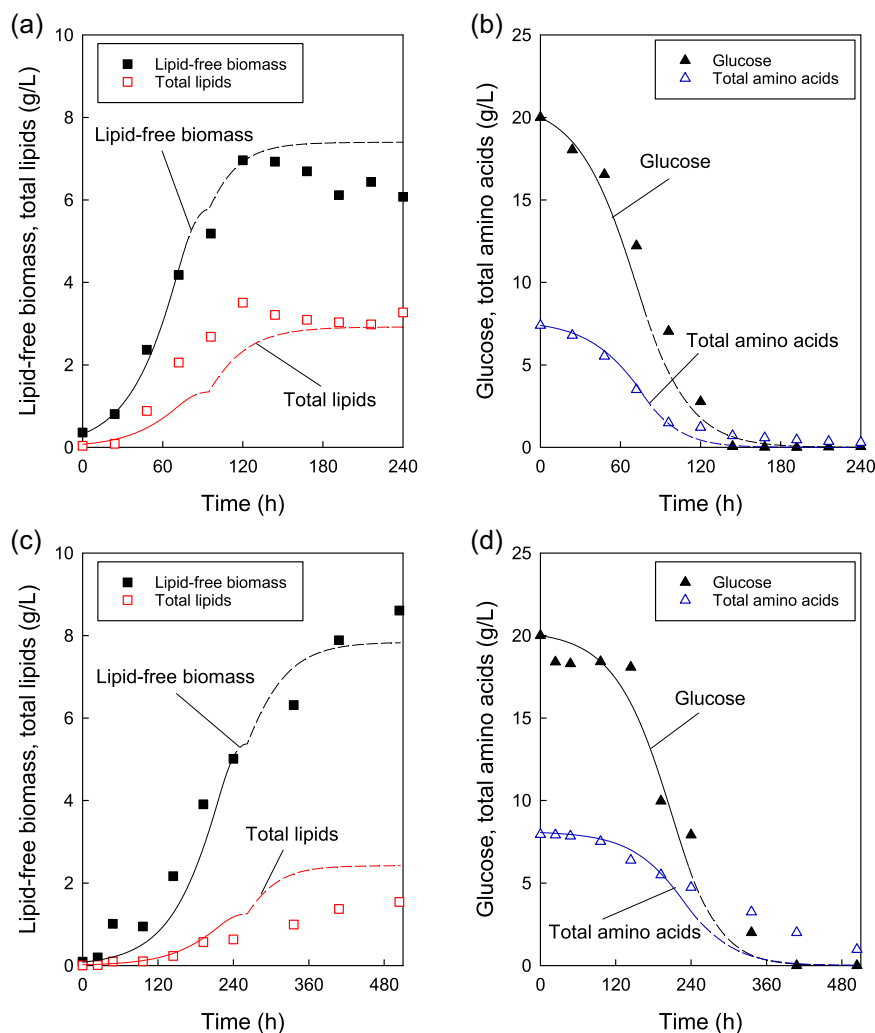 (a)
Lipid-free biomass, total lipids (g/L)
10
8
6
4
2
0
Lipid-free biomass
Total lipids
Lipid-free biomass
Total lipids
0
60
120
180
240
Time (h)
(b)
Glucose, total amino acids (g/L)
25
20
15
10
5
0
Glucose
Total amino acids
Glucose
Total amino acids
0
60
120
180
240
Time (h)
(c)
Lipid-free biomass, total lipids (g/L)
10
8
6
4
2
0
Lipid-free biomass
Total lipids
Lipid-free biomass
Total lipids
0
120
240
360
480
Time (h)
(d)
Glucose, total amino acids (g/L)
25
20
15
10
5
0
Glucose
Total amino acids
Glucose
Total amino acids
0
120
240
360
480
Time (h)